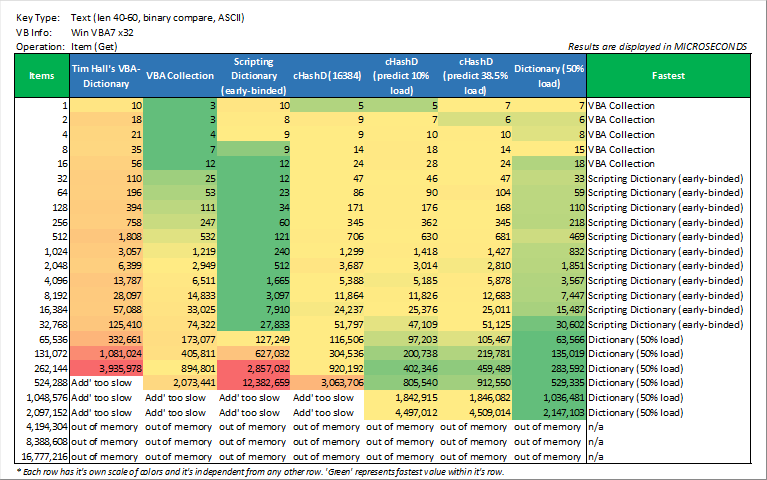 Key Type: Text (len 40-60, binary compare, ASCII)
VB Info: Win VBA7 x32
Operation: Item (Get)
Results are displayed in MICROSECONDS
Items Tim Hall's VBA-Dictionary VBA Collection Scripting Dictionary (early-binded) cHashD (16384) cHashD (predict 10% load) cHashD (predict 38.5% load) Dictionary (50% load) Fastest
1 10 3 10 5 5 7 7 VBA Collection
2 18 3 8 9 7 6 6 VBA Collection
4 21 4 9 9 10 10 8 VBA Collection
8 35 7 9 14 18 14 15 VBA Collection
16 56 12 12 24 28 24 18 VBA Collection
32 110 25 12 47 46 47 33 Scripting Dictionary (early-binded)
64 196 53 23 86 90 104 59 Scripting Dictionary (early-binded)
128 394 111 34 171 176 168 110 Scripting Dictionary (early-binded)
256 758 247 60 345 362 345 218 Scripting Dictionary (early-binded)
512 1,808 532 121 706 630 681 469 Scripting Dictionary (early-binded)
1,024 3,057 1,219 240 1,299 1,418 1,427 832 Scripting Dictionary (early-binded)
2,048 6,399 2,949 512 3,687 3,014 2,810 1,851 Scripting Dictionary (early-binded)
4,096 13,787 6,511 1,665 5,388 5,185 5,878 3,567 Scripting Dictionary (early-binded)
8,192 28,097 14,833 3,097 11,864 11,826 12,683 7,447 Scripting Dictionary (early-binded)
16,384 57,088 33,025 7,910 24,237 25,376 25,011 15,487 Scripting Dictionary (early-binded)
32,768 125,410 74,322 27,833 51,797 47,109 51,125 30,602 Scripting Dictionary (early-binded)
65,536 332,661 173,077 127,249 116,506 97,203 105,467 63,566 Dictionary (50% load)
131,072 1,081,024 405,811 627,032 304,536 200,738 219,781 135,019 Dictionary (50% load)
262,144 3,935,978 894,801 2,857,032 920,192 402,346 459,489 283,592 Dictionary (50% load)
524,288 Add' too slow 2,073,441 12,382,659 3,063,706 805,540 912,550 529,335 Dictionary (50% load)
1,048,576 Add' too slow Add' too slow Add' too slow Add' too slow 1,842,915 1,846,082 1,036,481 Dictionary (50% load)
2,097,152 Add' too slow Add' too slow Add' too slow Add' too slow 4,497,012 4,509,014 2,147,103 Dictionary (50% load)
4,194,304 out of memory out of memory out of memory out of memory out of memory out of memory out of memory n/a
8,388,608 out of memory out of memory out of memory out of memory out of memory out of memory out of memory n/a
16,777,216 out of memory out of memory out of memory out of memory out of memory out of memory out of memory n/a
* Each row has it's own scale of colors and it's independent from any other row. 'Green' represents fastest value within it's row.